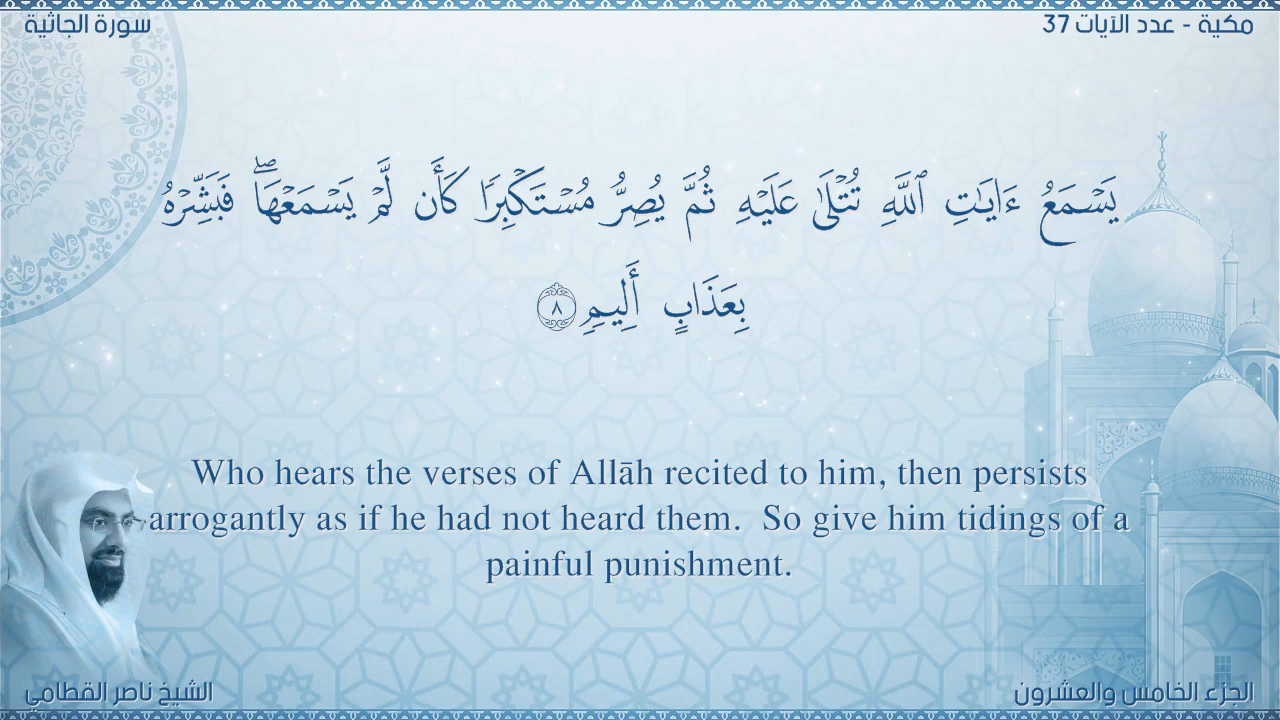 مكية - عدد الآيات 37
سورة الجاثية
يَسْمَعُ ءَايَـٰتِ ٱللَّهِ تُتْلَىٰ عَلَيْهِ ثُمَّ يُصِرُّ مُسْتَكْبِرًا كَأَن لَّمْ يَسْمَعْهَا ۖ فَبَشِّرْهُ
بِعَذَابٍ أَلِيمٍ ٨
Who hears the verses of Allāh recited to him, then persists
arrogantly as if he had not heard them.  So give him tidings of a
painful punishment.
الجزء الخامس والعشرون
الشيخ ناصر القطامي